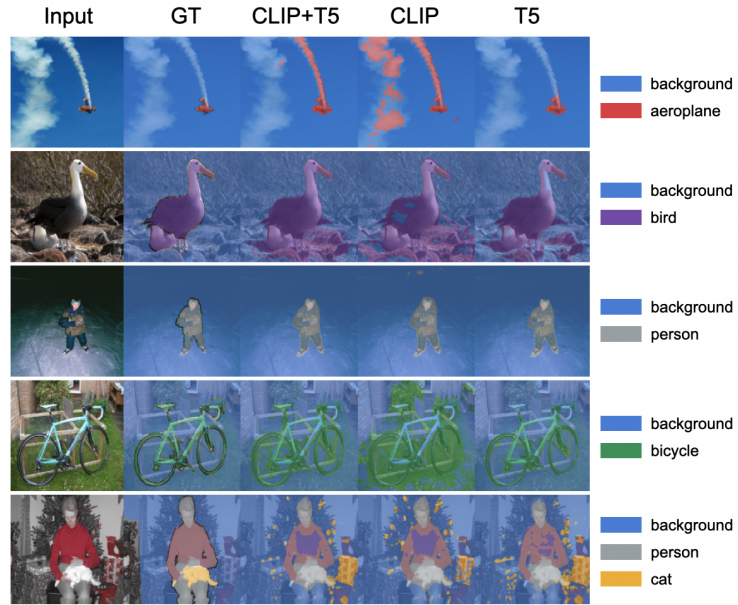 Input GT CLIP+T5 CLIP T5
background
aeroplane
background
bird
background
person
background
bicycle
background
person
cat